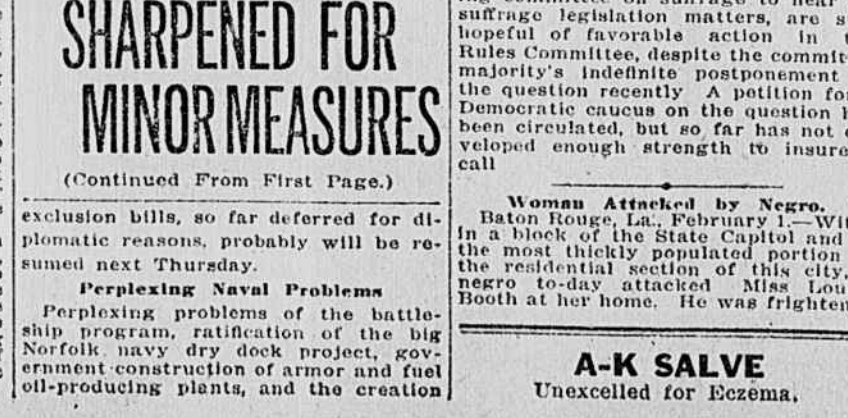 SHARPENED FOR
MINOR MEASURES
(Continued From First Page.)
exclusion bills, so far deferred for di-
plomatic reasons, probably will be re-
sumed next Thursday.
Perplexing Naval Problems
Perplexing problems of the battle-
ship program, ratification of the big
Norfolk navy dry dock project, gov-
ernment construction of armor and fuel
oil-producing plants, and the creation
suffrage legislation matters, are
hopeful of favorable action in
Rules Committee, despite the commit
majority's indefinite postponement
the question recently A petition fo
Democratic caucus on the question
been circulated, but so far has not
veloped enough strength to insure
call
Woman Attacked by Negro.
Baton Rouge, La., February 1.—Wit
in a block of the State Capitol and
the most thickly populated portion
the residential section of this city,
negro to-day attacked Miss Lou
Booth at her home. He was frighten
A-K SALVE
Unexcelled for Eczema.